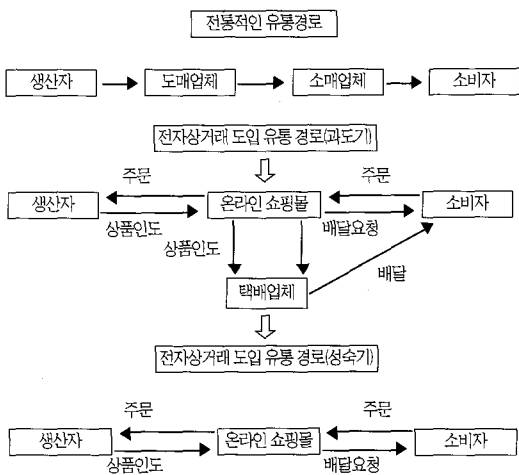 전통적인 유통경로
생산자 도매업체 소매업체 소비자
전자상거래 도입 유통 경로(과도기)
주문 주문
생산자 온라인 쇼핑몰 소비자
상품인도 배달요청
상품인도
배달
택배업체
전자상거래 도입 유통 경로(성숙기)
주문 주문
생산자 온라인 쇼핑몰 소비자
상품인도 배달요청